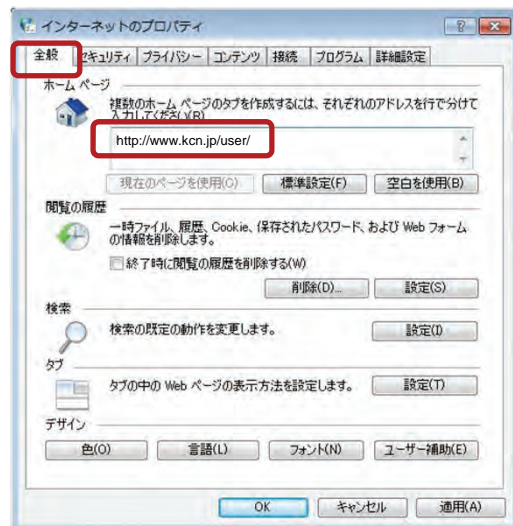 インターネットのプロパティ
全般 セキュリティ プライバシー コンテンツ 接続 プログラム 詳細設定
ホーム ページ
複数のホーム ページのタブを作成するには、それぞれのアドレスを行で分けて
入力してください(R)
http://www.kcn.jp/user/
現在のページを使用(C) 標準設定(F) 空白を使用(B)
閲覧の履歴
一時ファイル、履歴、Cookie、保存されたパスワード、および Web フォーム
の情報を削除します。
終了時に閲覧の履歴を削除する(W)
削除(D)... 設定(S)
検索
検索の既定の動作を変更します。 設定(I)
タブ
タブの中の Web ページの表示方法を設定します。 設定(T)
デザイン
色(O) 言語(L) フォント(N) ユーザー補助(E)
OK キャンセル 適用(A)